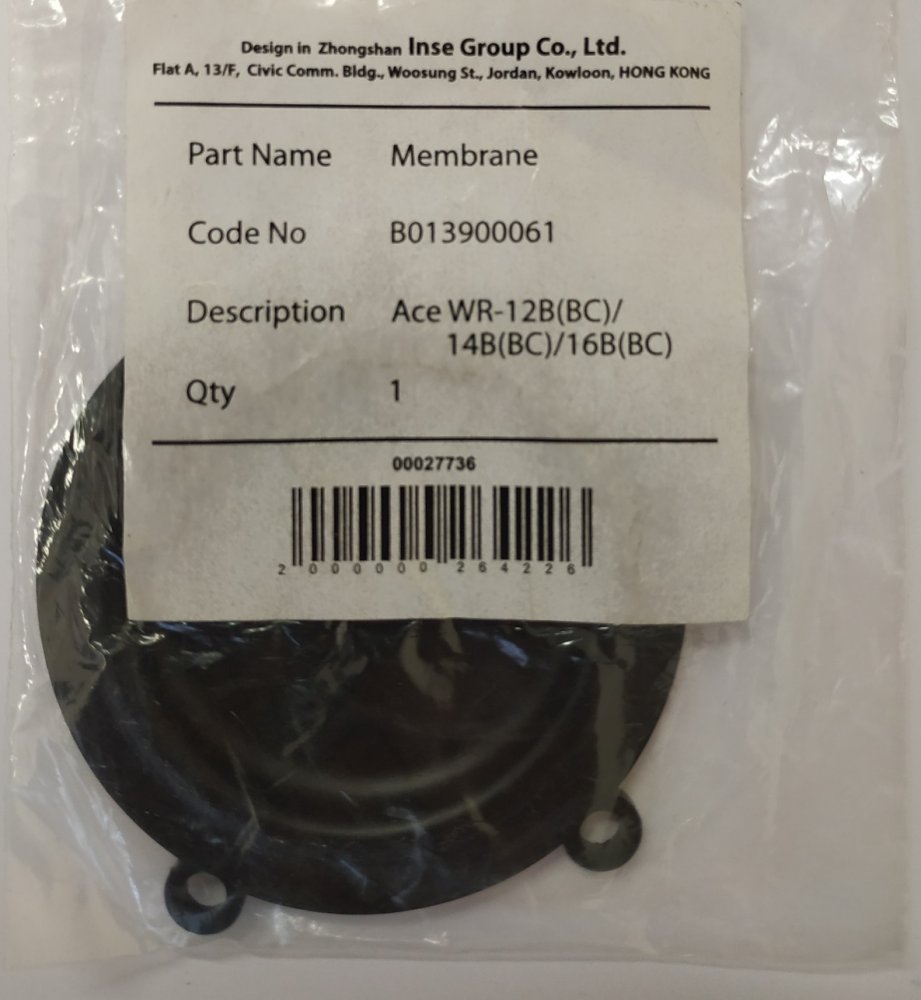 Design in Zhongshan Inse Group Co., Ltd.
Flat A, 13/F, Civic Comm. Bldg., Woosung St., Jordan, Kowloon, HONG KONG
Part Name Membrane
Code No B013900061
Description Ace WR-12B(BC)/
14B(BC)/16B(BC)
Qty 1
00027736
2 000000 264226